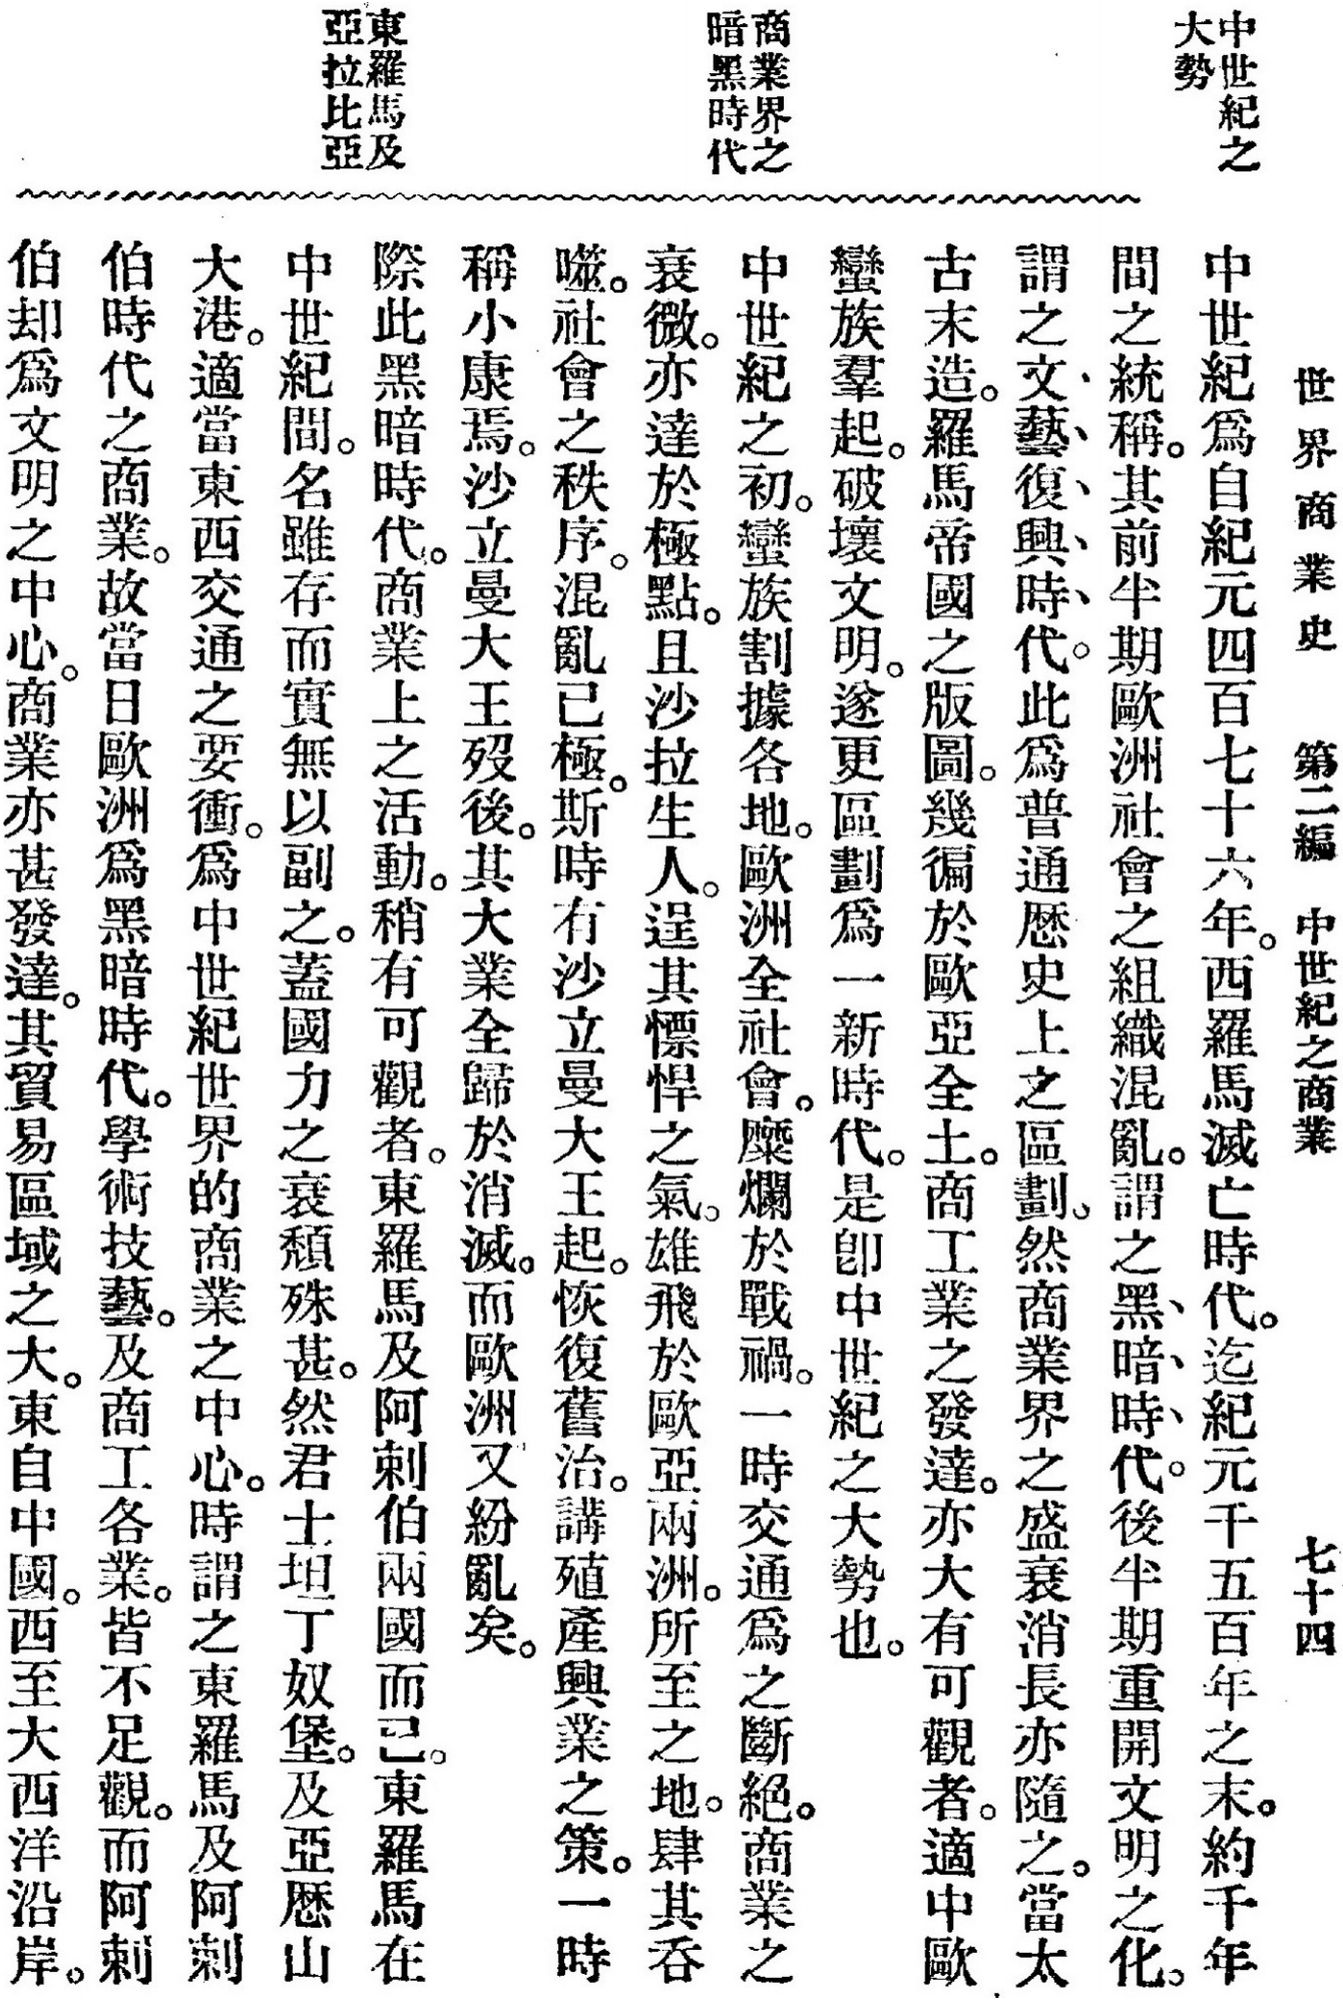 世界商業史　第二編　中世紀之商業　七十四
中世紀之
大勢
中世紀爲自紀元四百七十六年。西羅馬滅亡時代。迄紀元千五百年之末。約千年
間之統稱。其前半期歐洲社會之組織混亂。謂之黑、暗、時、代。後半期重開文明之化。
謂之文、藝、復、興、時、代。此爲普通歷史上之區劃。然商業界之盛衰消長亦隨之。當太
古末造。羅馬帝國之版圖。幾徧於歐亞全土。商工業之發達。亦大有可觀者。適中歐
蠻族羣起。破壞文明。遂更區劃爲一新時代。是卽中世紀之大勢也。
商業界之
暗黑時代
中世紀之初。蠻族割據各地。歐洲全社會。糜爛於戰禍。一時交通爲之斷絕。商業之
衰微。亦達於極點。且沙拉生人。逞其慓悍之氣。雄飛於歐亞兩洲。所至之地。肆其吞
噬。社會之秩序。混亂已極。斯時有沙立曼大王起。恢復舊治。講殖產興業之策。一時
稱小康焉。沙立曼大王歿後。其大業全歸於消滅。而歐洲又紛亂矣。
東羅馬及
亞拉比亞
際此黑暗時代。商業上之活動。稍有可觀者。東羅馬及阿剌伯兩國而已。東羅馬在
中世紀間。名雖存而實無以副之。蓋國力之衰頹殊甚。然君士坦丁奴堡。及亞歷山
大港。適當東西交通之要衝。爲中世紀世界的商業之中心。時謂之東羅馬及阿剌
伯時代之商業。故當日歐洲爲黑暗時代。學術技藝。及商工各業。皆不足觀。而阿剌
伯却爲文明之中心。商業亦甚發達。其貿易區域之大。東自中國。西至大西洋沿岸。